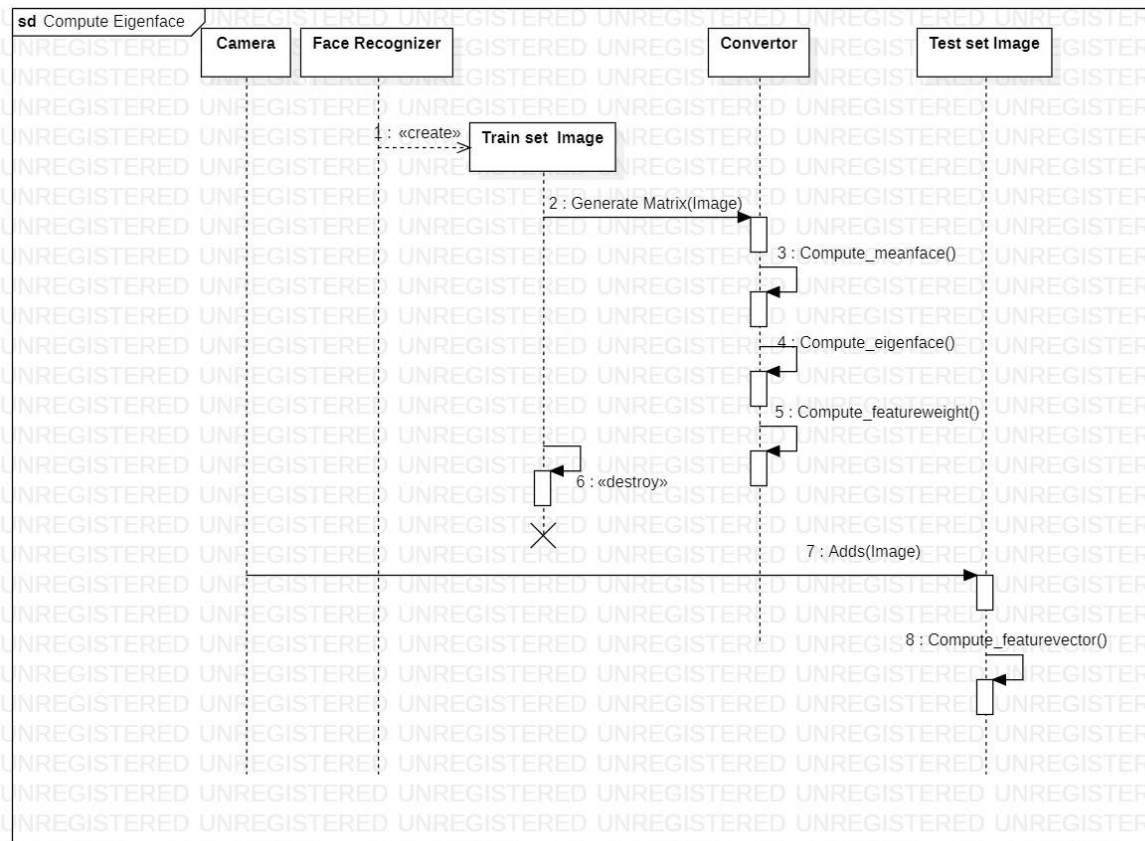 sd Compute Eigenface
Camera
Face Recognizer
Convertor
Test set Image
1 : «create»
Train set Image
2 : Generate Matrix(Image)
3 : Compute_meanface()
4 : Compute_eigenface()
5 : Compute_featureweight()
6 : «destroy»
7 : Adds(Image)
8 : Compute_featurevector()
UNREGISTERED